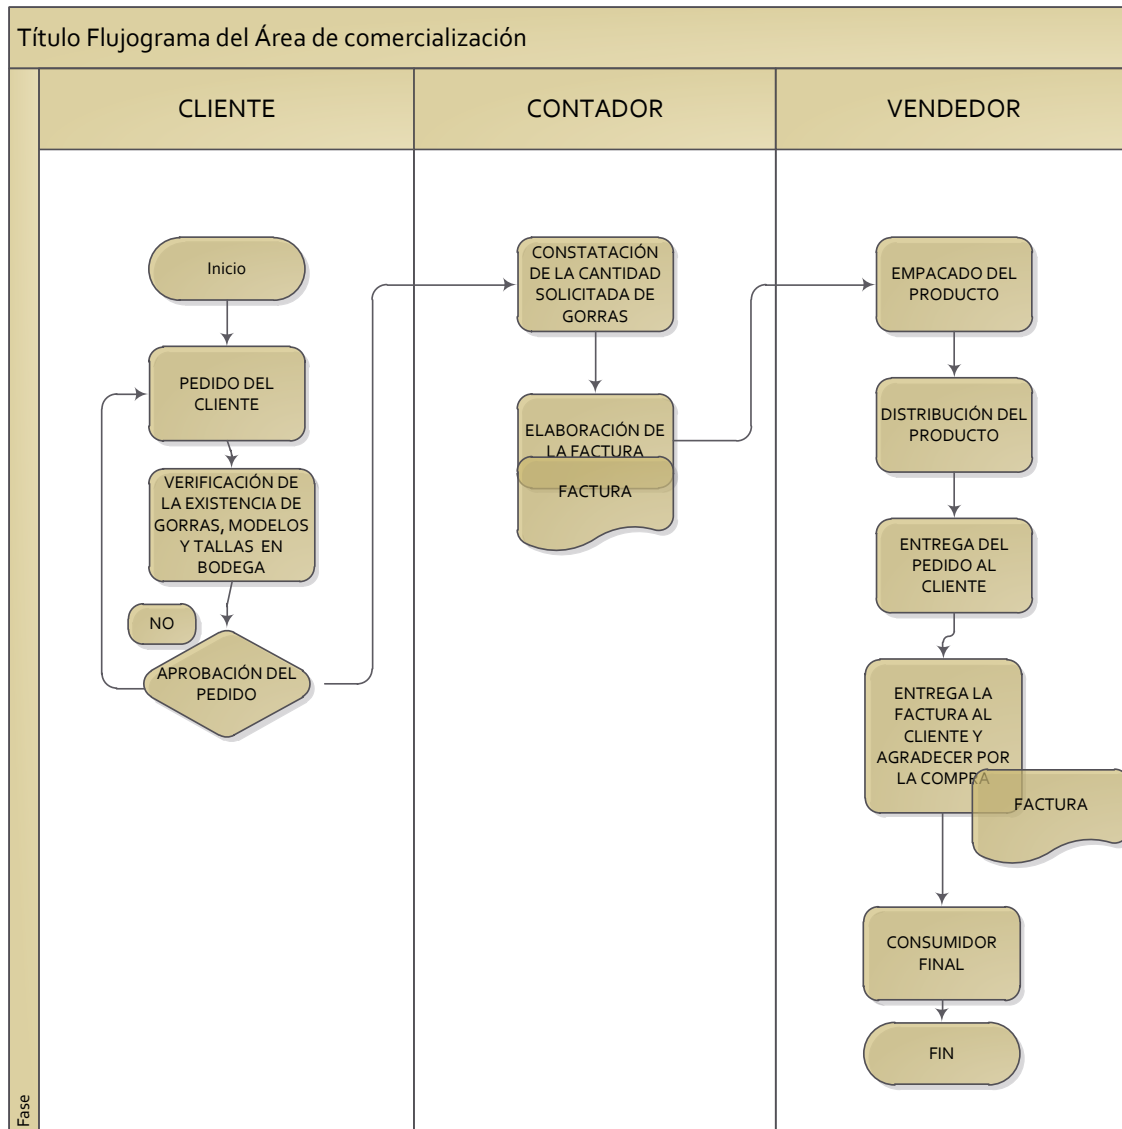 Título Flujograma del Área de comercialización
CLIENTE
CONTADOR
VENDEDOR
Fase
Inicio
PEDIDO DEL
CLIENTE
VERIFICACIÓN DE
LA EXISTENCIA DE
GORRAS, MODELOS
Y TALLAS EN
BODEGA
NO
APROBACIÓN DEL
PEDIDO
CONSTATACIÓN
DE LA CANTIDAD
SOLICITADA DE
GORRAS
ELABORACIÓN DE
LA FACTURA
FACTURA
EMPACADO DEL
PRODUCTO
DISTRIBUCIÓN DEL
PRODUCTO
ENTREGA DEL
PEDIDO AL
CLIENTE
ENTREGA LA
FACTURA AL
CLIENTE Y
AGRADECER POR
LA COMPRA
FACTURA
CONSUMIDOR
FINAL
FIN